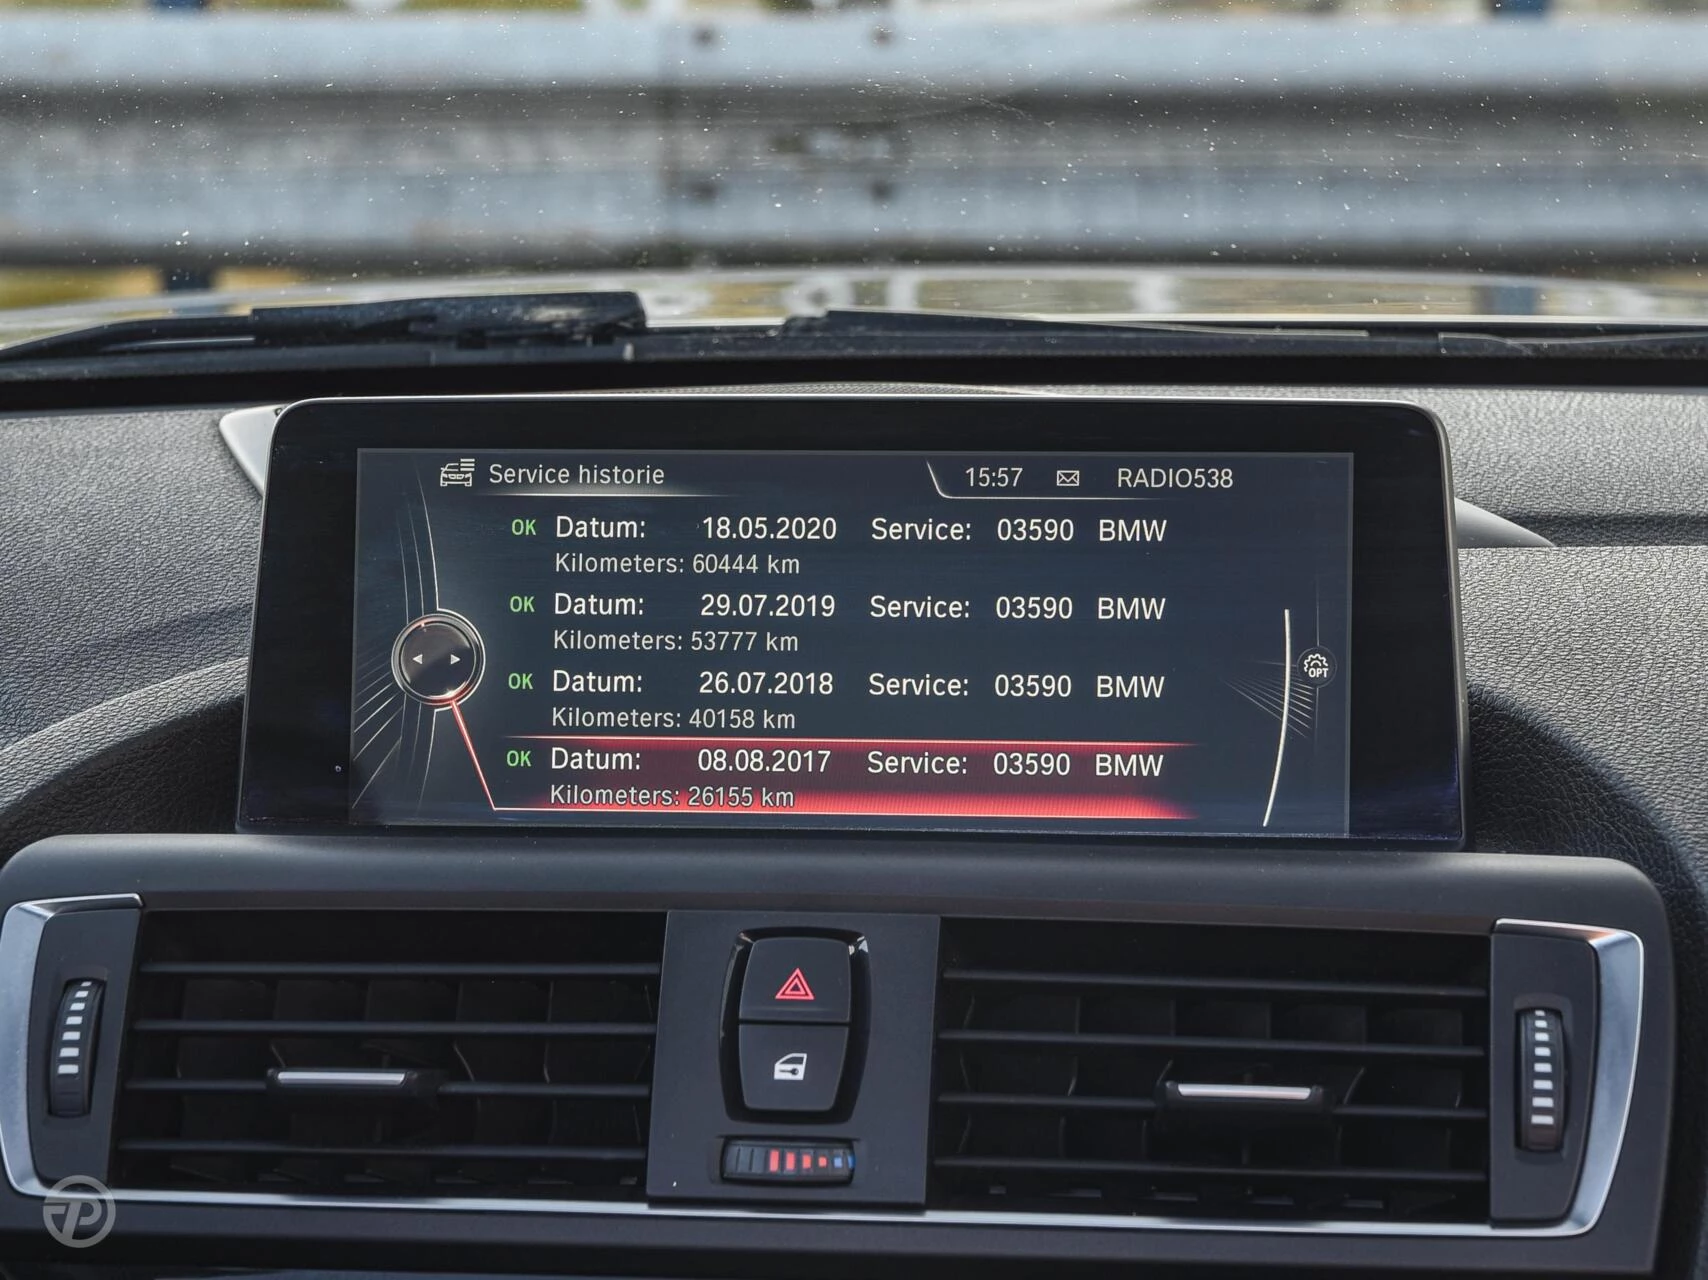 Service historie 15:57 RADIO538
OK Datum: 18.05.2020 Service: 03590 BMW
Kilometers: 60444 km
OK Datum: 29.07.2019 Service: 03590 BMW
Kilometers: 53777 km
OK Datum: 26.07.2018 Service: 03590 BMW
Kilometers: 40158 km
OK Datum: 08.08.2017 Service: 03590 BMW
Kilometers: 26155 km
OPT